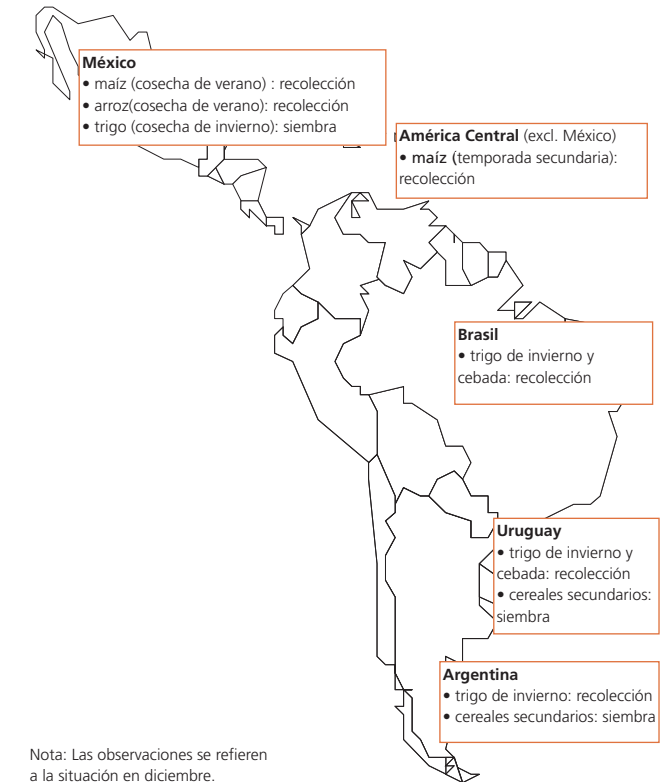 México
• maíz (cosecha de verano) : recolección
• arroz(cosecha de verano): recolección
• trigo (cosecha de invierno): siembra
América Central (excl. México)
• maíz (temporada secundaria):
recolección
Brasil
• trigo de invierno y
cebada: recolección
Uruguay
• trigo de invierno y
cebada: recolección
• cereales secundarios:
siembra
Argentina
• trigo de invierno: recolección
• cereales secundarios: siembra
Nota: Las observaciones se refieren
a la situación en diciembre.